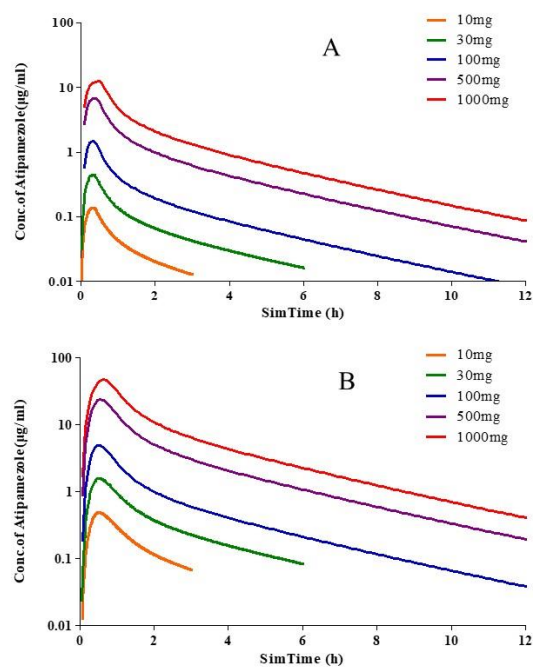 A
10mg
30mg
100mg
500mg
1000mg
Conc.of Atipamezole(μg/ml)
100
10
1
0.1
0.01
0 2 4 6 8 10 12
SimTime (h)
B
10mg
30mg
100mg
500mg
1000mg
Conc.of Atipamezole(μg/ml)
100
10
1
0.1
0.01
0 2 4 6 8 10 12
SimTime (h)